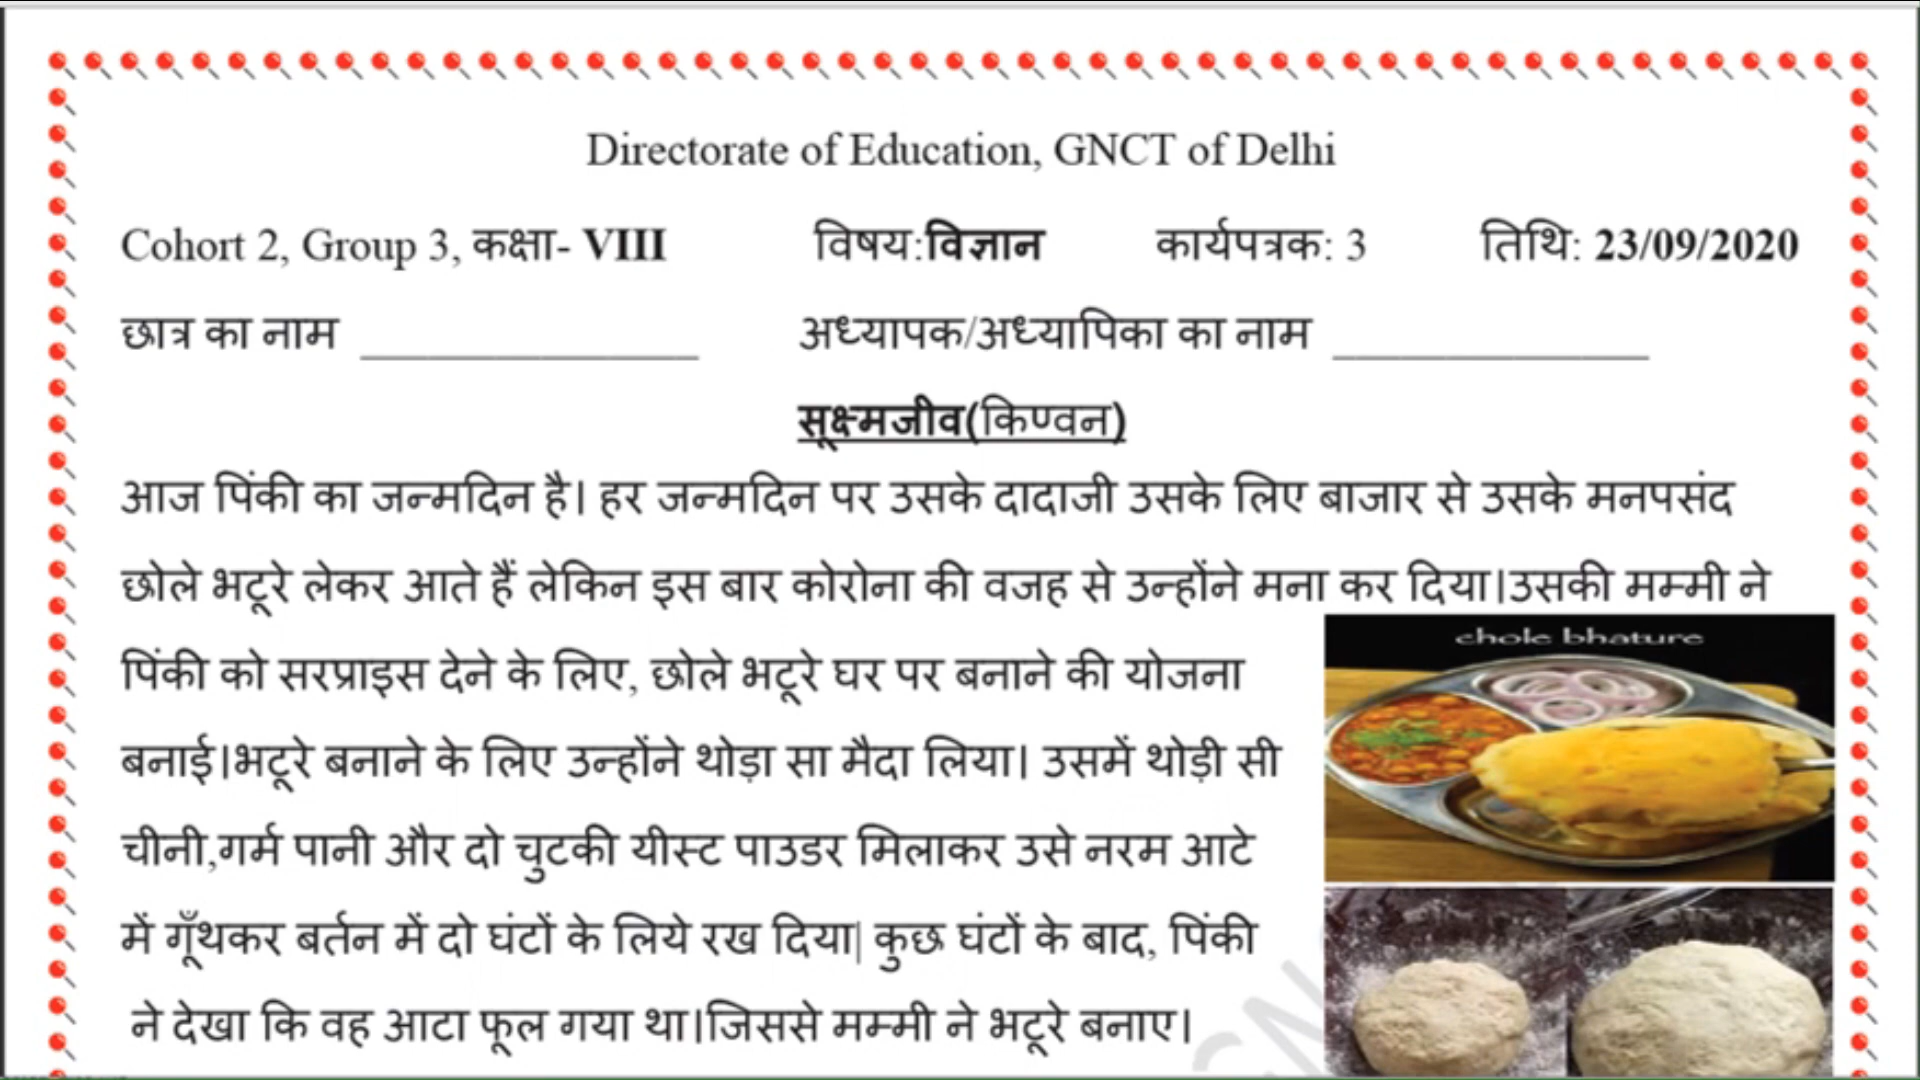 Directorate of Education, GNCT of Delhi
Cohort 2, Group 3, कक्षा- VIII विषय:विज्ञान कार्यपत्रक: 3 तिथि: 23/09/2020
छात्र का नाम _______________ अध्यापक/अध्यापिका का नाम ______________
सूक्ष्मजीव(किण्वन)
आज पिंकी का जन्मदिन है। हर जन्मदिन पर उसके दादाजी उसके लिए बाजार से उसके मनपसंद
छोले भटूरे लेकर आते हैं लेकिन इस बार कोरोना की वजह से उन्होंने मना कर दिया।उसकी मम्मी ने
पिंकी को सरप्राइस देने के लिए, छोले भटूरे घर पर बनाने की योजना
बनाई।भटूरे बनाने के लिए उन्होंने थोड़ा सा मैदा लिया। उसमें थोड़ी सी
चीनी,गर्म पानी और दो चुटकी यीस्ट पाउडर मिलाकर उसे नरम आटे
में गूँथकर बर्तन में दो घंटों के लिये रख दिया| कुछ घंटों के बाद, पिंकी
ने देखा कि वह आटा फूल गया था।जिससे मम्मी ने भटूरे बनाए।
chole bhature
GN